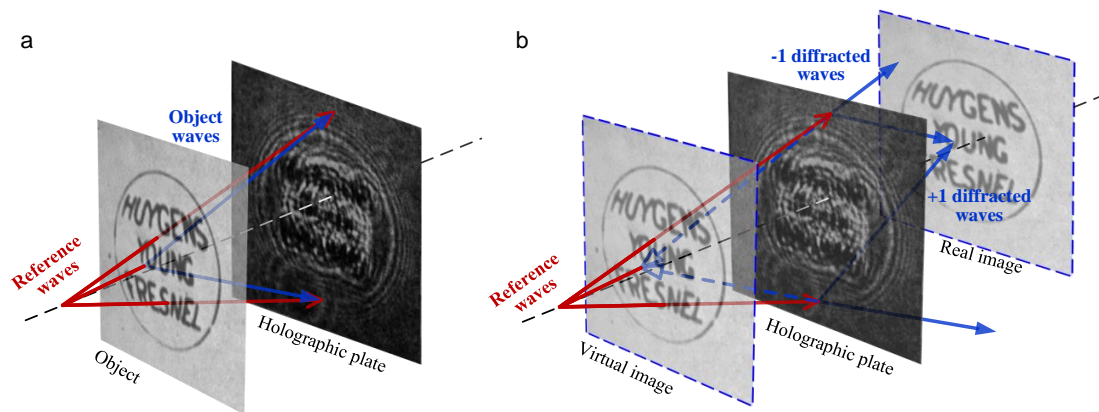 a
Object
waves
HUYGENS
YOUNG
FRESNEL
Reference
waves
Object
Holographic plate
b
-1 diffracted
waves
HUYGENS
YOUNG
FRESNEL
+1 diffracted
waves
Real image
HUYGENS
YOUNG
FRESNEL
Reference
waves
Virtual image
Holographic plate